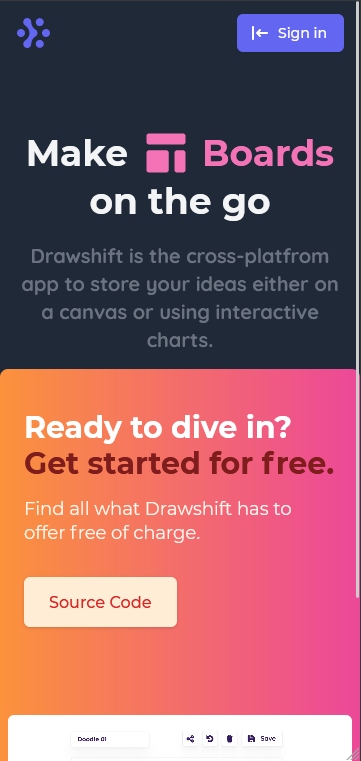 Sign in
Make Boards
on the go
Drawshift is the cross-platfrom
app to store your ideas either on
a canvas or using interactive
charts.
Ready to dive in?
Get started for free.
Find all what Drawshift has to
offer free of charge.
Source Code
Doodle 01
Save